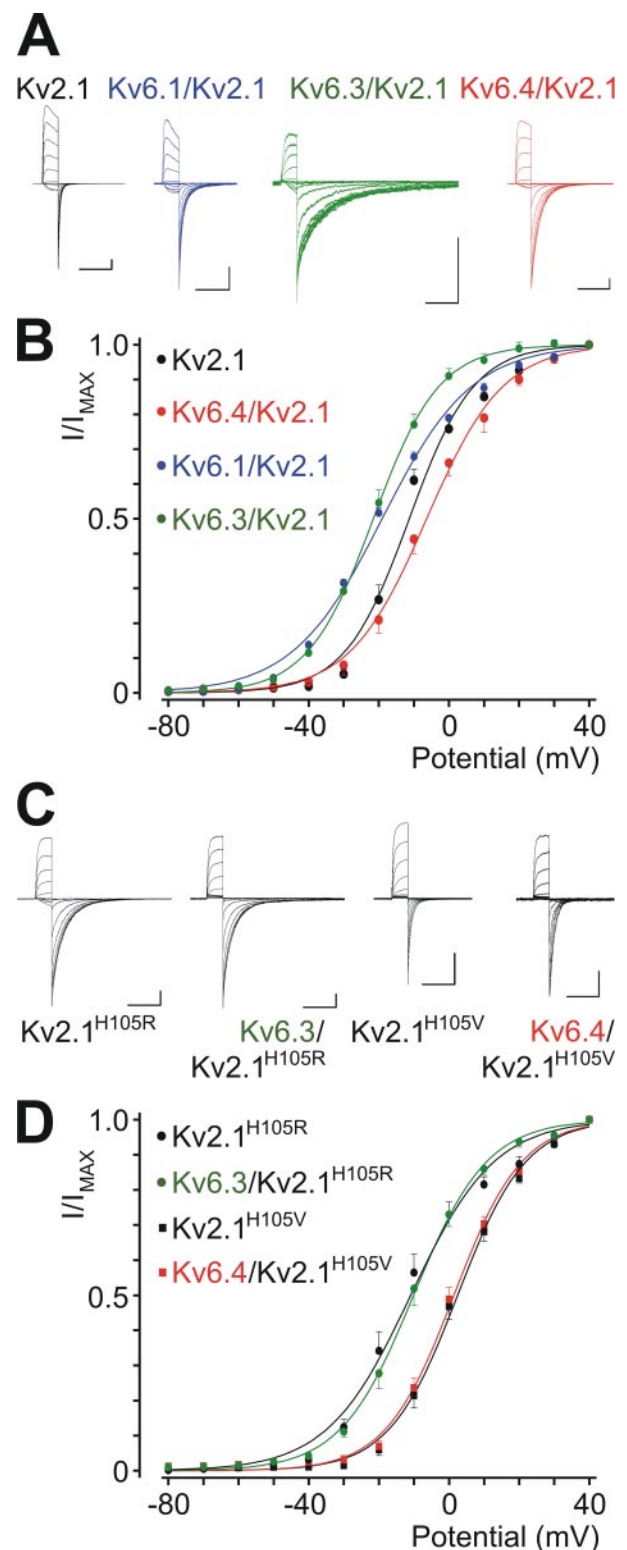 A
Kv2.1 Kv6.1/Kv2.1 Kv6.3/Kv2.1 Kv6.4/Kv2.1
B
1.0
Kv2.1
Kv6.4/Kv2.1
Kv6.1/Kv2.1
Kv6.3/Kv2.1
I/IMAX
0.5
0
-80 -40 0 40
Potential (mV)
C
Kv2.1H105R
Kv6.3/
Kv2.1H105R
Kv2.1H105V
Kv6.4/
Kv2.1H105V
D
1.0
Kv2.1H105R
Kv6.3/Kv2.1H105R
Kv2.1H105V
Kv6.4/Kv2.1H105V
I/IMAX
0.5
0
-80 -40 0 40
Potential (mV)